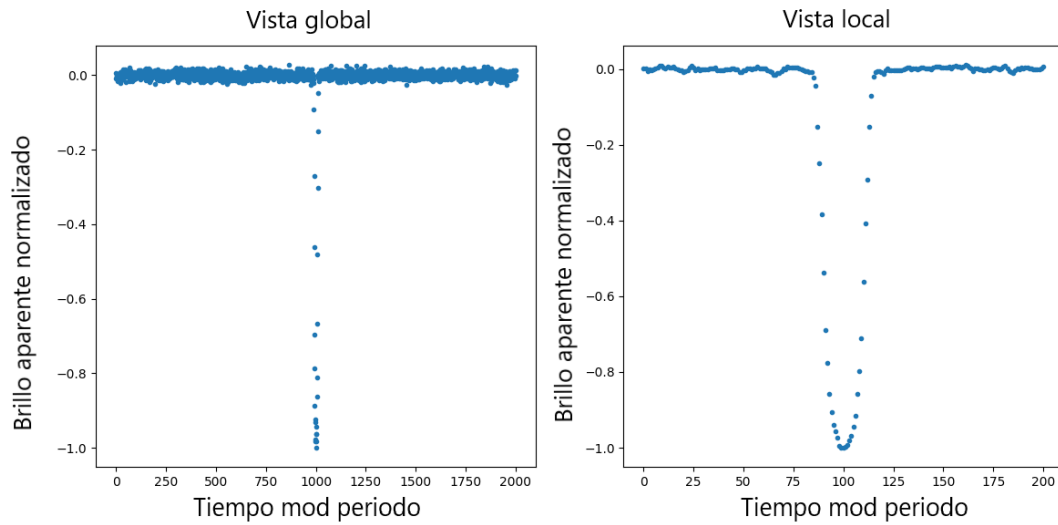 Vista global
Brillo aparente normalizado
0.0
−0.2
−0.4
−0.6
−0.8
−1.0
0 250 500 750 1000 1250 1500 1750 2000
Tiempo mod periodo
Vista local
Brillo aparente normalizado
0.0
−0.2
−0.4
−0.6
−0.8
−1.0
0 25 50 75 100 125 150 175 200
Tiempo mod periodo